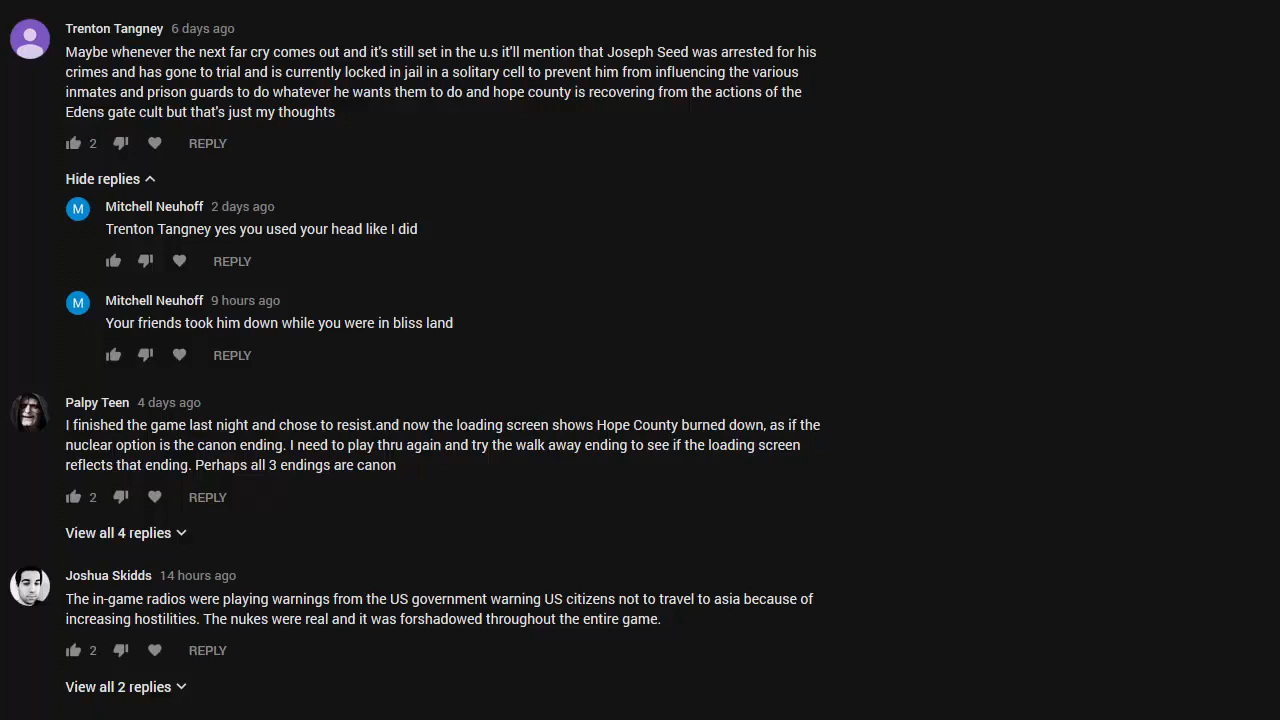 Trenton Tangney 6 days ago
Maybe whenever the next far cry comes out and it's still set in the u.s it'll mention that Joseph Seed was arrested for his
crimes and has gone to trial and is currently locked in jail in a solitary cell to prevent him from influencing the various
inmates and prison guards to do whatever he wants them to do and hope county is recovering from the actions of the
Edens gate cult but that's just my thoughts
2 REPLY
Hide replies
M Mitchell Neuhoff 2 days ago
Trenton Tangney yes you used your head like I did
REPLY
M Mitchell Neuhoff 9 hours ago
Your friends took him down while you were in bliss land
REPLY
Palpy Teen 4 days ago
I finished the game last night and chose to resist.and now the loading screen shows Hope County burned down, as if the
nuclear option is the canon ending. I need to play thru again and try the walk away ending to see if the loading screen
reflects that ending. Perhaps all 3 endings are canon
2 REPLY
View all 4 replies
Joshua Skidds 14 hours ago
The in-game radios were playing warnings from the US government warning US citizens not to travel to asia because of
increasing hostilities. The nukes were real and it was forshadowed throughout the entire game.
2 REPLY
View all 2 replies